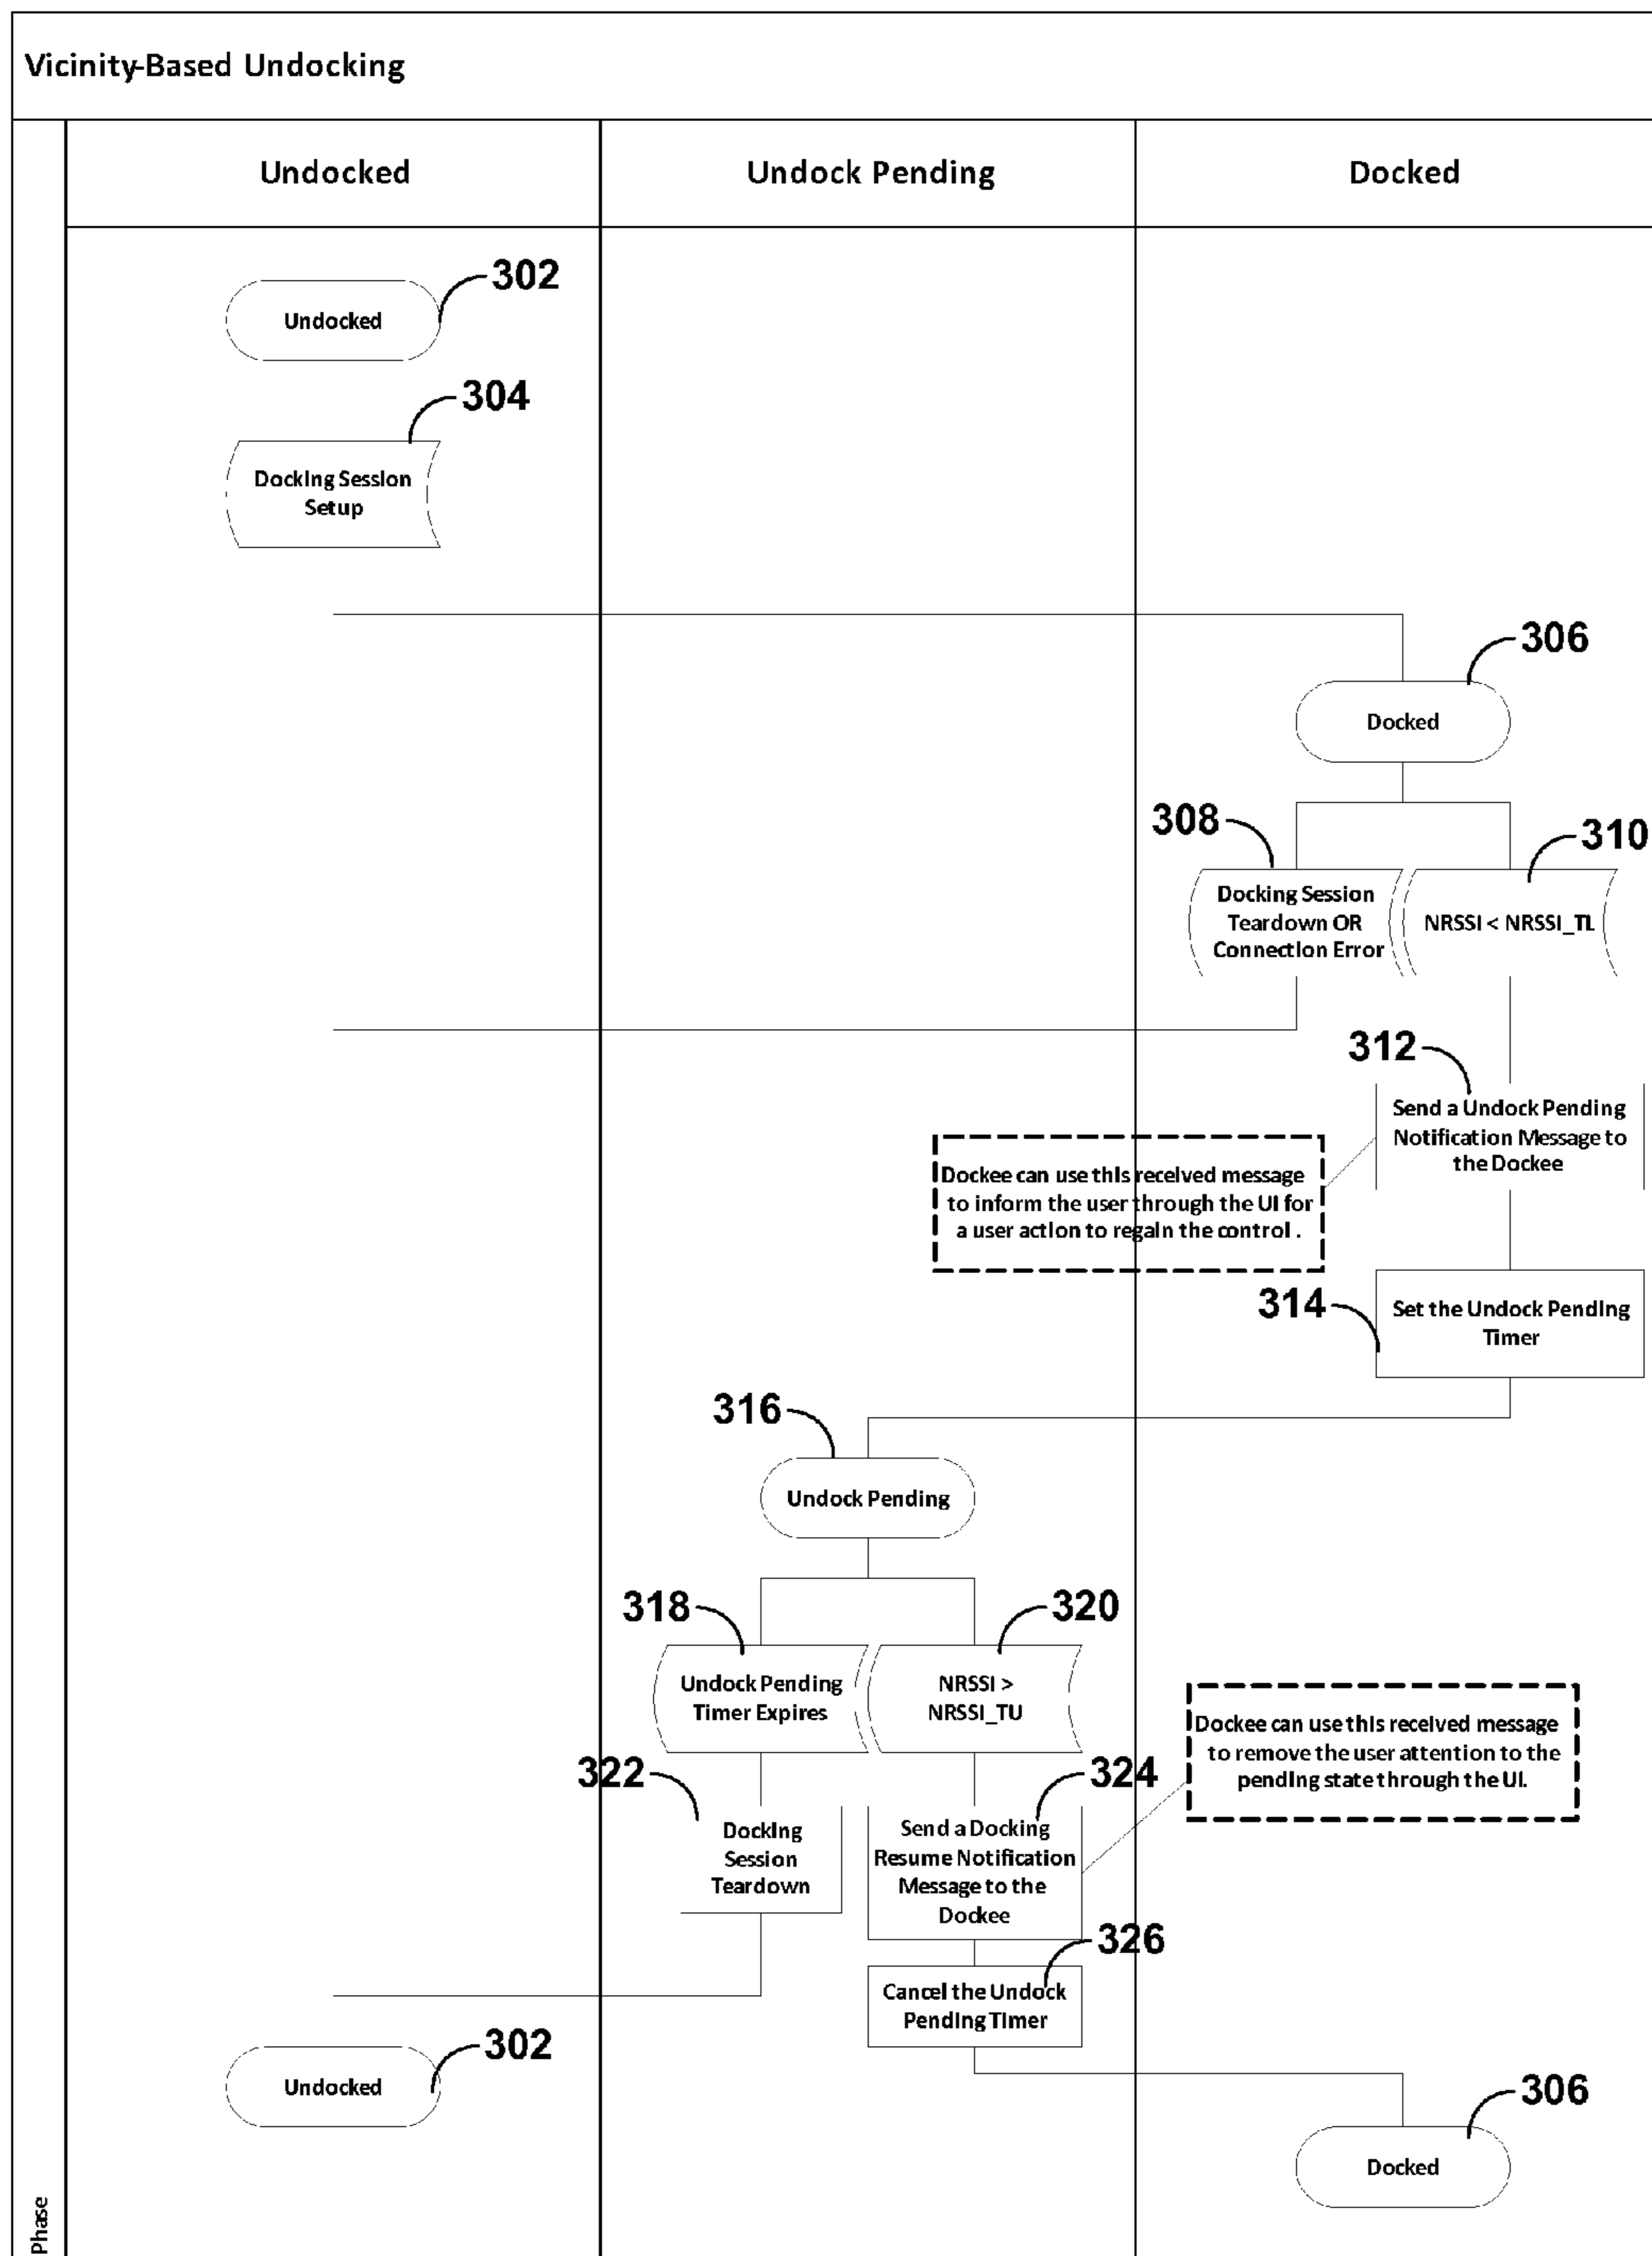 Vicinity-Based Undocking
Undocked
Undock Pending
Docked
302
Undocked
304
Docking Session
Setup
306
Docked
308
310
Docking Session
Teardown OR
Connection Error
NRSSI < NRSSI_TL
312
Send a Undock Pending
Notification Message to
the Dockee
Dockee can use this received message
to inform the user through the UI for
a user action to regain the control .
314
Set the Undock Pending
Timer
316
Undock Pending
318
320
Undock Pending
Timer Expires
NRSSI >
NRSSI_TU
Dockee can use this received message
to remove the user attention to the
pending state through the UI.
322
324
Docking
Session
Teardown
Send a Docking
Resume Notification
Message to the
Dockee
326
Cancel the Undock
Pending Timer
302
Undocked
306
Docked
Phase